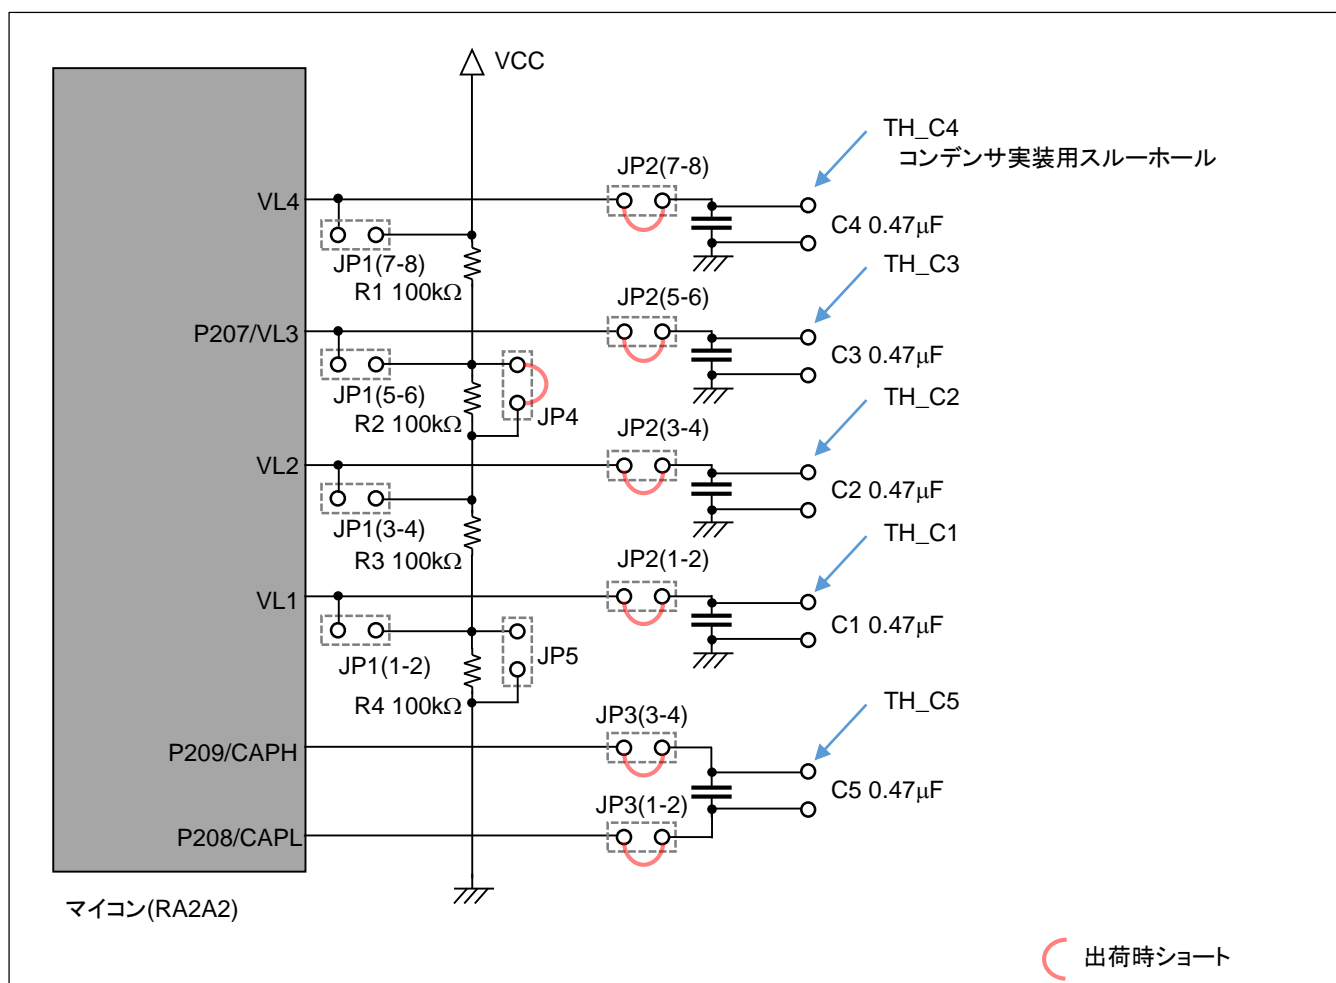 VCC
TH_C4
コンデンサ実装用スルーホール
JP2(7-8)
VL4
C4 0.47μF
JP1(7-8)
R1 100kΩ
TH_C3
JP2(5-6)
P207/VL3
C3 0.47μF
JP1(5-6)
R2 100kΩ
JP4
TH_C2
JP2(3-4)
VL2
C2 0.47μF
JP1(3-4)
R3 100kΩ
TH_C1
JP2(1-2)
VL1
C1 0.47μF
JP1(1-2)
JP5
R4 100kΩ
TH_C5
JP3(3-4)
P209/CAPH
C5 0.47μF
JP3(1-2)
P208/CAPL
マイコン(RA2A2)
出荷時ショート